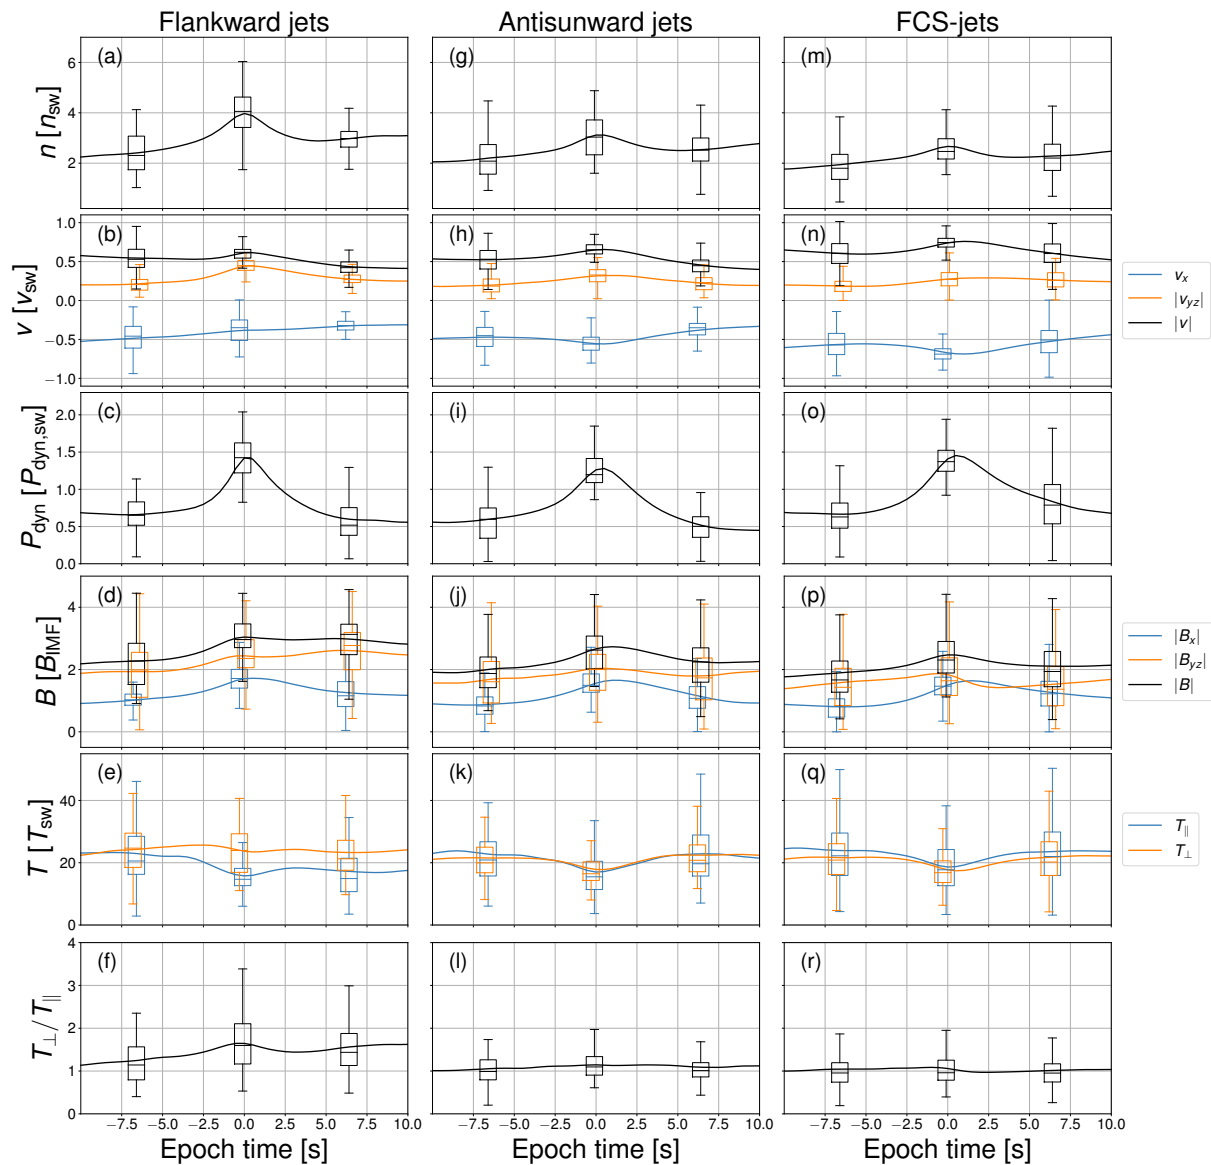 Flankward jets Antisunward jets FCS-jets
(a) (g) (m)
n [n_sw]
6
4
2
(b) (h) (n)
v [v_sw]
1.0
0.5
0.0
−0.5
−1.0
v_x
|v_yz|
|v|
(c) (i) (o)
P_dyn [P_dyn,sw]
2.0
1.5
1.0
0.5
0.0
(d) (j) (p)
B [B_IMF]
4
2
0
|B_x|
|B_yz|
|B|
(e) (k) (q)
T [T_sw]
40
20
0
T_∥
T_⊥
(f) (l) (r)
T_⊥/T_∥
4
3
2
1
0
−7.5 −5.0 −2.5 0.0 2.5 5.0 7.5 10.0 −7.5 −5.0 −2.5 0.0 2.5 5.0 7.5 10.0 −7.5 −5.0 −2.5 0.0 2.5 5.0 7.5 10.0
Epoch time [s] Epoch time [s] Epoch time [s]